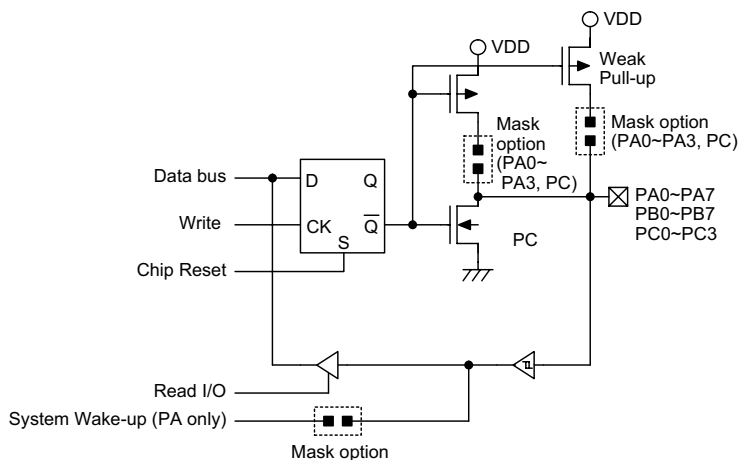 VDD
VDD
Weak
Pull-up
Mask
option
(PA0~
PA3, PC)
Mask option
(PA0~PA3, PC)
Data bus
D
Q
Write
CK
Q
S
PC
PA0~PA7
PB0~PB7
PC0~PC3
Chip Reset
Read I/O
System Wake-up (PA only)
Mask option